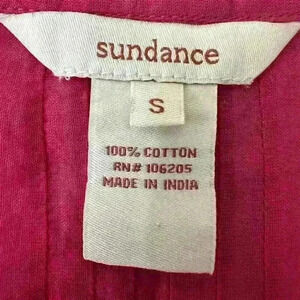 sundance
S
100% COTTON
RN# 106205
MADE IN INDIA